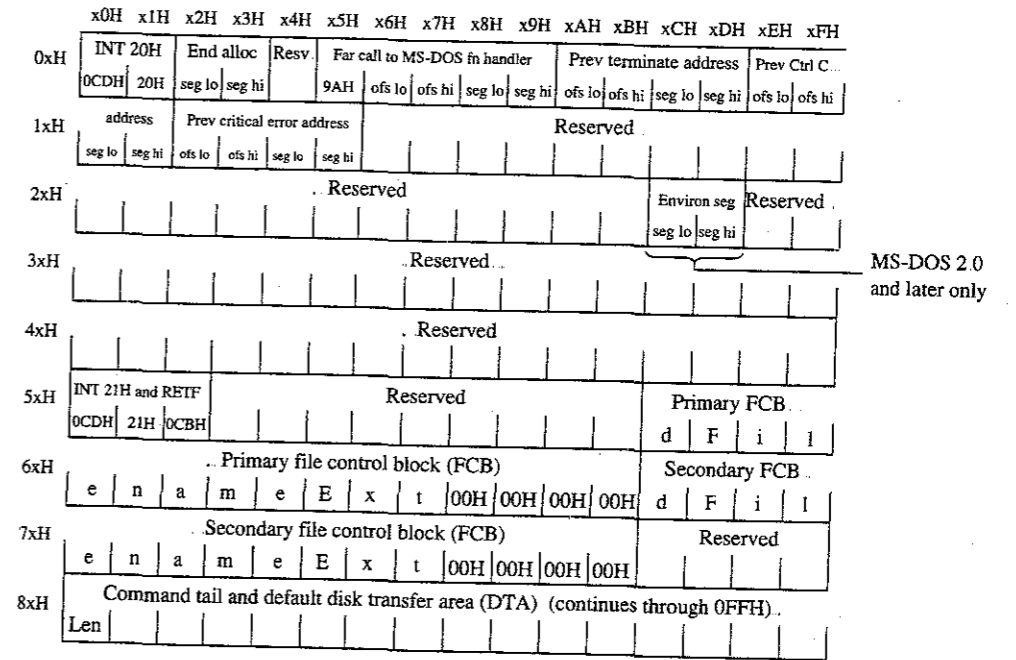 x0H x1H x2H x3H x4H x5H x6H x7H x8H x9H xAH xBH xCH xDH xEH xFH
0xH INT 20H End alloc Resv. Far call to MS-DOS fn handler Prev terminate address Prev Ctrl C...
0CDH 20H seg lo seg hi 9AH ofs lo ofs hi seg lo seg hi ofs lo ofs hi seg lo seg hi ofs lo ofs hi
1xH address Prev critical error address Reserved
seg lo seg hi ofs lo ofs hi seg lo seg hi
2xH Reserved Environ seg Reserved
seg lo seg hi
MS-DOS 2.0
and later only
3xH Reserved
4xH Reserved
5xH INT 21H and RETF Reserved Primary FCB
0CDH 21H 0CBH d F i l
6xH Primary file control block (FCB) Secondary FCB
e n a m e E x t 00H 00H 00H 00H d F i l
7xH Secondary file control block (FCB) Reserved
e n a m e E x t 00H 00H 00H 00H
8xH Command tail and default disk transfer area (DTA) (continues through 0FFH)
Len